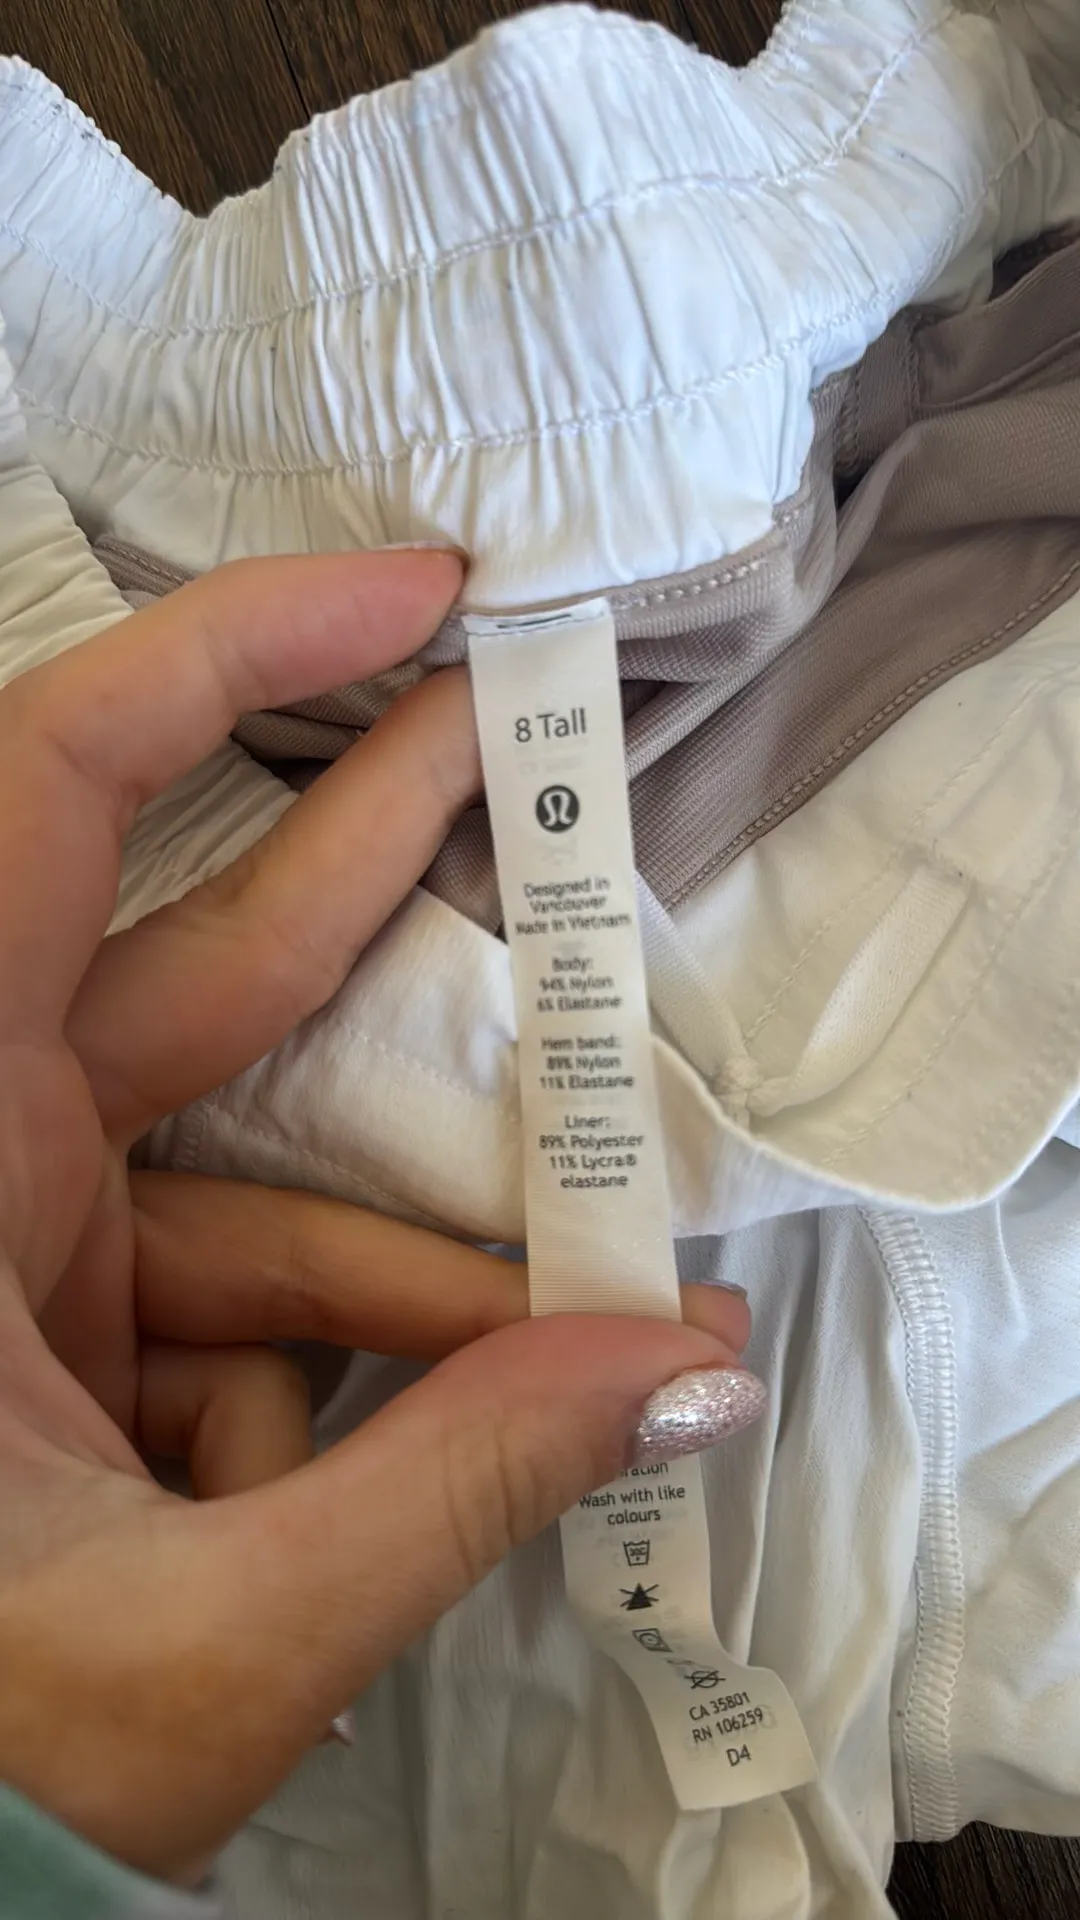 8 Tall
Designed in
Vancouver
Made in Vietnam
Body:
94% Nylon
6% Elastane
Hem band:
89% Nylon
11% Elastane
Liner:
89% Polyester
11% Lycra®
elastane
Wash with like
colours
30C
CA 35801
RN 106259
D4